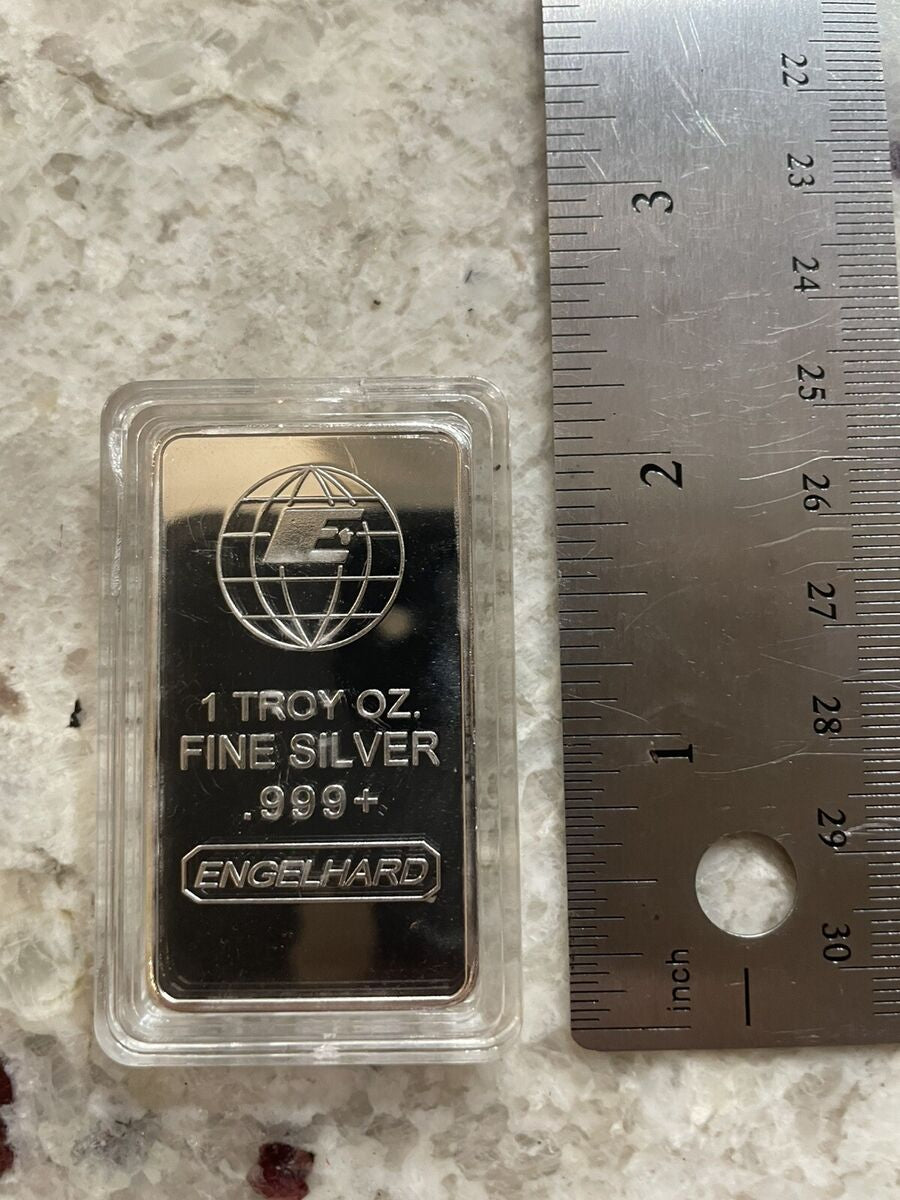 E
1 TROY OZ.
FINE SILVER
.999+
ENGELHARD
3
2
1
inch
22
23
24
25
26
27
28
29
30